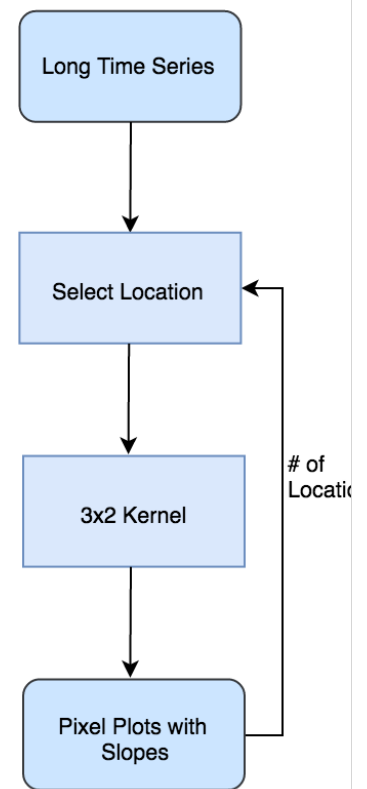 Long Time Series
Select Location
3x2 Kernel
# of
Pixel Plots with
Slopes